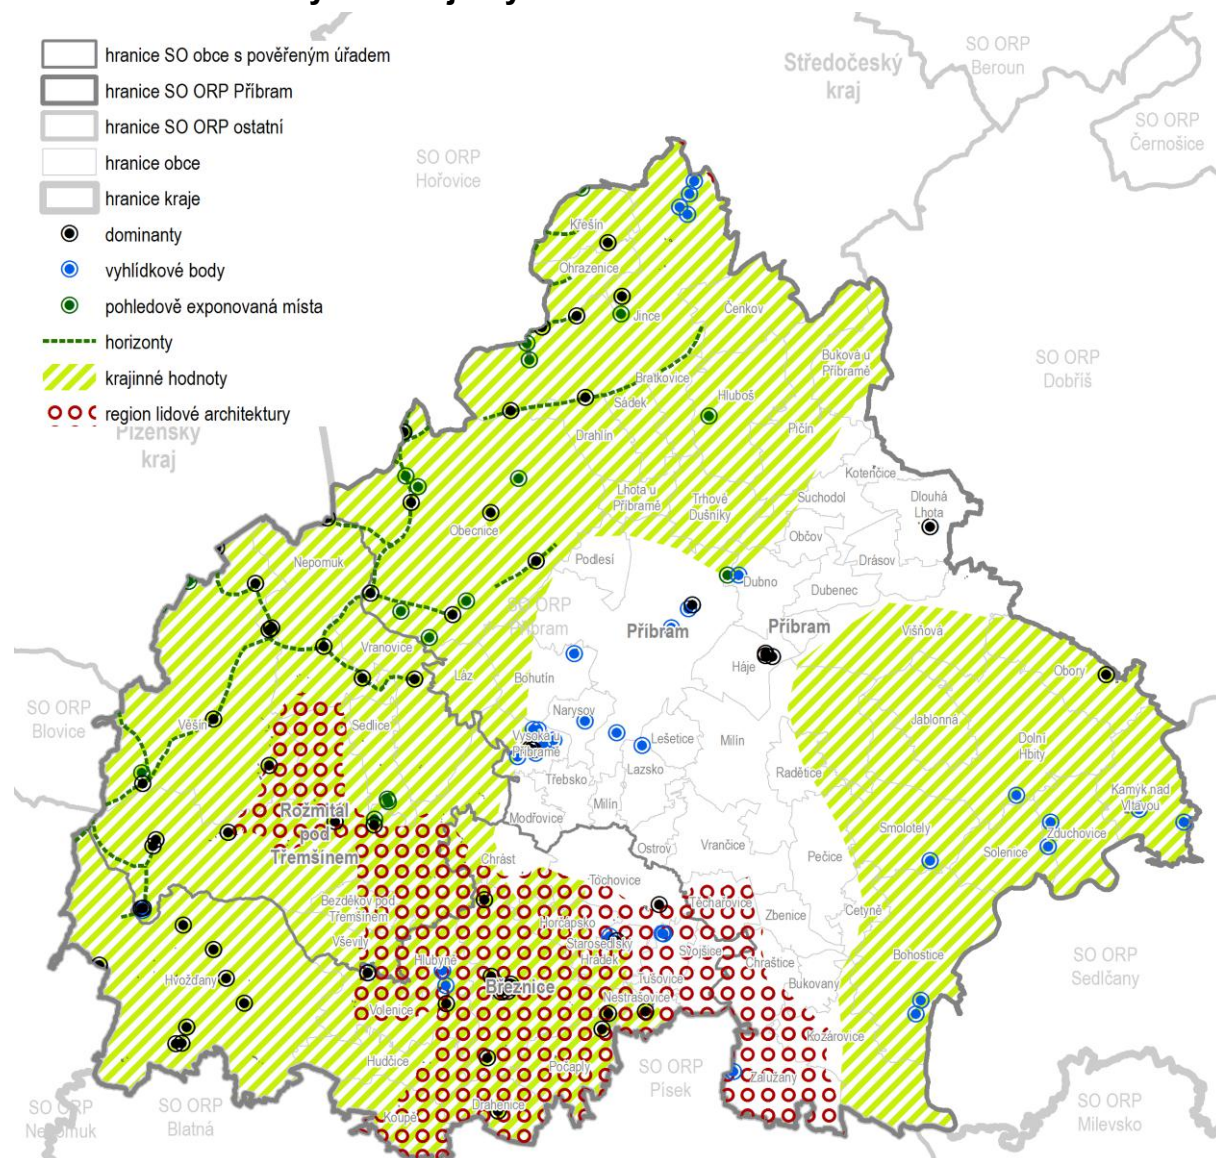 hranice SO obce s pověřeným úřadem
hranice SO ORP Příbram
hranice SO ORP ostatní
hranice obce
hranice kraje
dominanty
vyhlídkové body
pohledově exponovaná místa
horizonty
krajinné hodnoty
region lidové architektury
Plzeňský
kraj
Středočeský
kraj
SO ORP
Beroun
SO ORP
Černošice
SO ORP
Hořovice
SO ORP
Dobříš
Křešín
Ohrazenice
Jince
Čenkov
Buková u
Příbramě
Bratkovice
Hluboš
Sádek
Pičín
Drahlín
Kotenčice
Lhota u
Příbramě
Trhové
Dušníky
Suchodol
Dlouhá
Lhota
Obecnice
Občov
Podlesí
Drásov
Nepomuk
Dubno
Dubenec
SO ORP
Příbram
Příbram
Příbram
Višňová
Vranovice
Háje
Láz
Bohutín
Obory
SO ORP
Blovice
Věšín
Sedlice
Narysov
Jablonná
Vysoká u
Příbramě
Lešetice
Milín
Dolní
Hbity
Lazsko
Třebsko
Radětice
Kamýk nad
Vltavou
Rožmitál
pod
Třemšínem
Modřovice
Milín
Smolotely
Zduchovice
Ostrov
Vrančice
Solenice
Chrást
Pečice
Tochovice
Bezděkov pod
Třemšínem
Těchařovice
Cetyně
Horčápsko
Zbenice
Vševily
Starosedlský
Hrádek
Svojšice
Bohostice
Hlubyně
Chraštice
SO ORP
Sedlčany
Hvožďany
Tušovice
Březnice
Bukovany
Volenice
Nestrašovice
Kozárovice
Hudčice
Počaply
SO ORP
Písek
Zalužany
SO ORP
Nepomuk
SO ORP
Blatná
Koupě
Drahenice
SO ORP
Milevsko